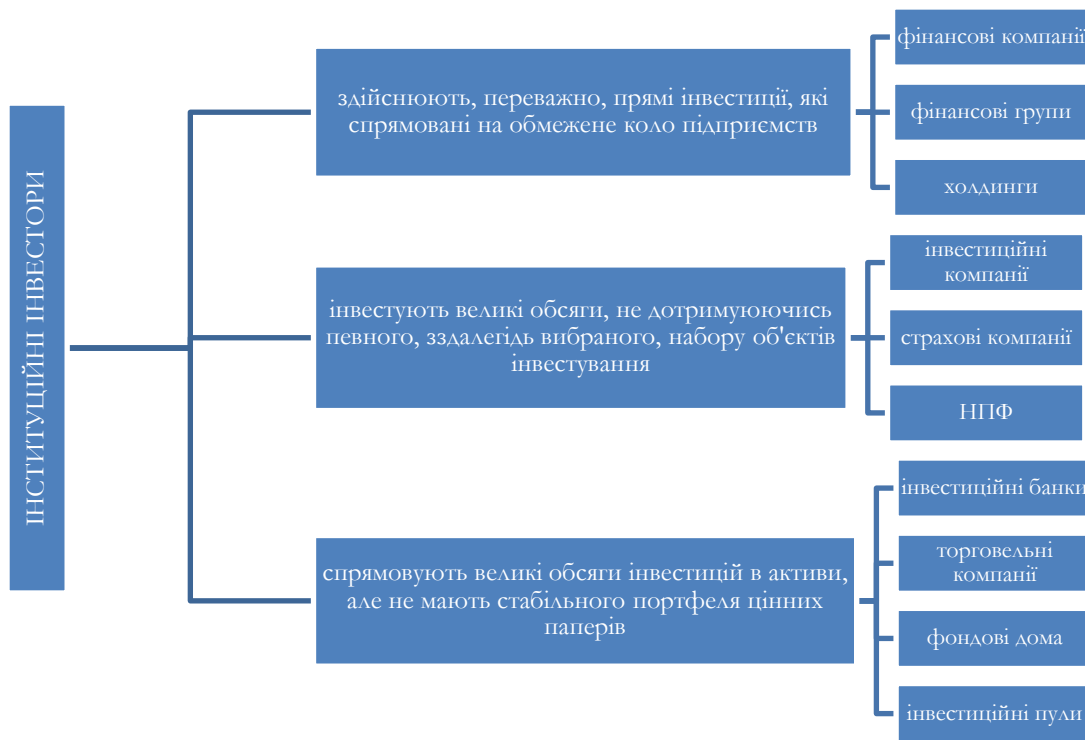 ІНСТИТУЦІЙНІ ІНВЕСТОРИ
здійснюють, переважно, прямі інвестиції, які
спрямовані на обмежене коло підприємств
фінансові компанії
фінансові групи
холдинги
інвестують великі обсяги, не дотримуюючись
певного, зздалегідь вибраного, набору об'єктів
інвестування
інвестиційні
компанії
страхові компанії
НПФ
спрямовують великі обсяги інвестицій в активи,
але не мають стабільного портфеля цінних
паперів
інвестиційні банки
торговельні
компанії
фондові дома
інвестиційні пули